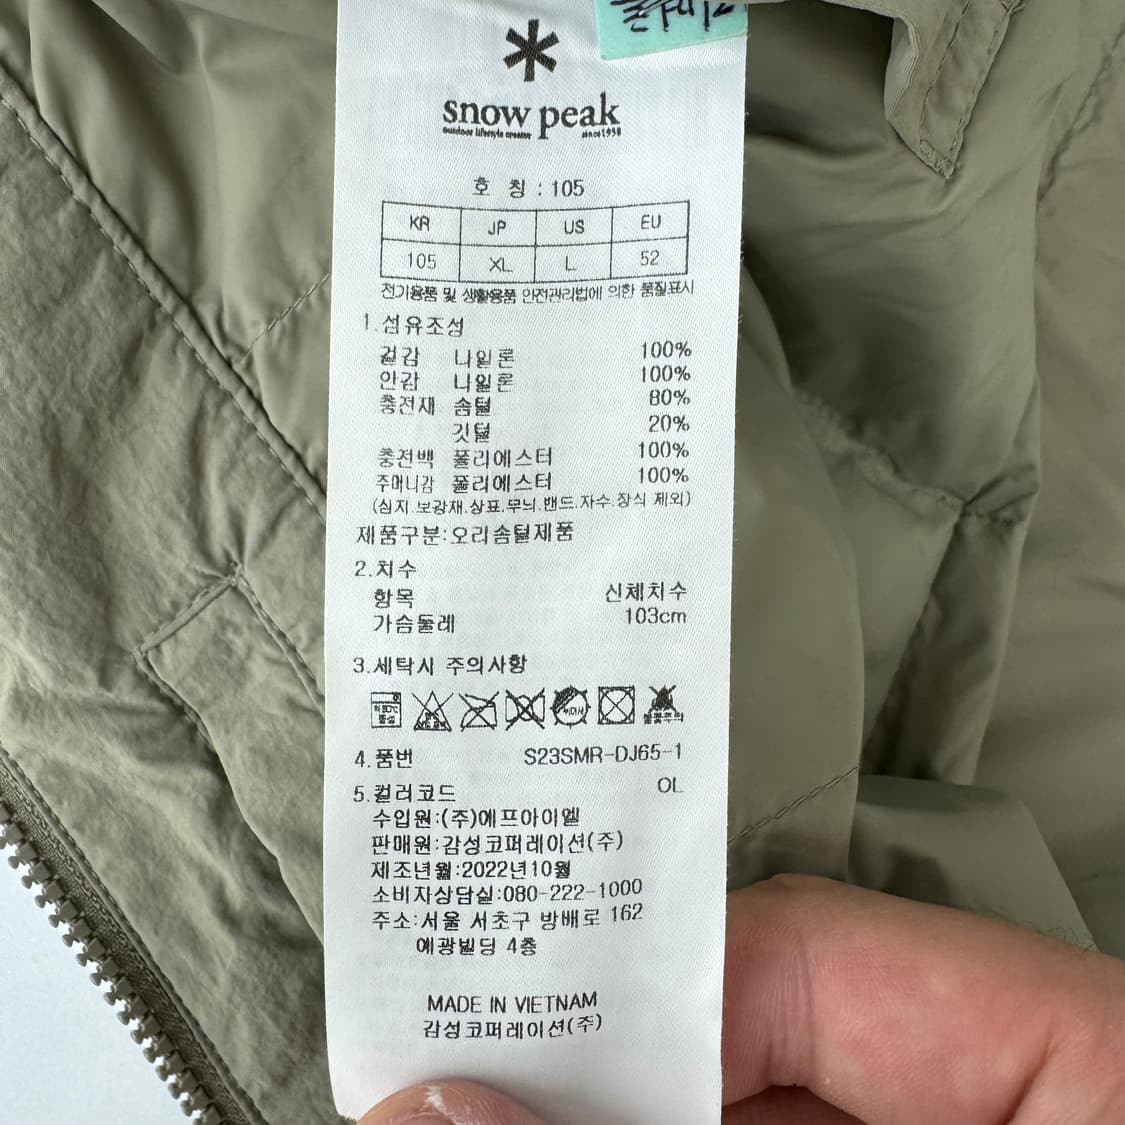 snow peak
outdoor lifestyle creator since1958
호 칭 : 105
KR JP US EU
105 XL L 52
전기용품 및 생활용품 안전관리법에 의한 품질표시
1.섬유조성
겉감 나일론 100%
안감 나일론 100%
충전재 솜털 80%
깃털 20%
충전백 폴리에스터 100%
주머니감 폴리에스터 100%
(심지.보강재.상표.무늬.밴드.자수.장식 제외)
제품구분:오리솜털제품
2.치수
항목 신체치수
가슴둘레 103cm
3.세탁시 주의사항
4.품번 S23SMR-DJ65-1
5.컬러코드 OL
수입원:(주)에프아이엘
판매원:감성코퍼레이션(주)
제조년월:2022년10월
소비자상담실:080-222-1000
주소:서울 서초구 방배로 162
예광빌딩 4층
MADE IN VIETNAM
감성코퍼레이션(주)